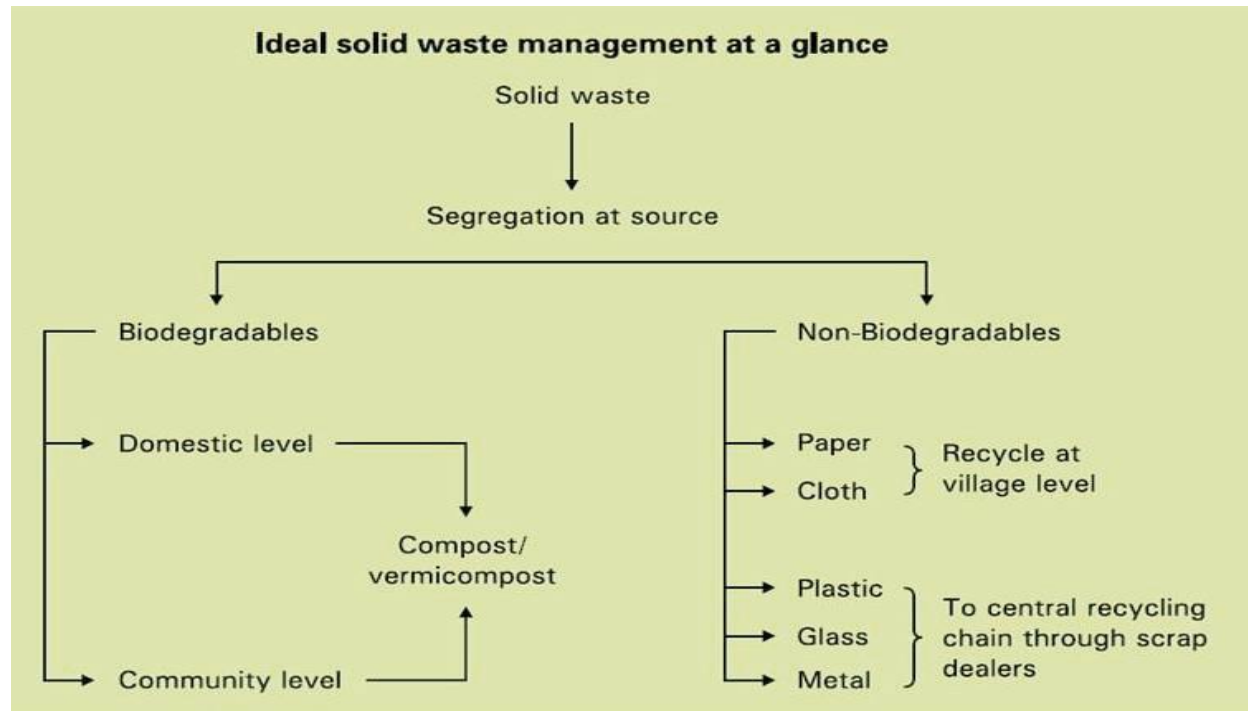 Ideal solid waste management at a glance
Solid waste
Segregation at source
Biodegradables
Non-Biodegradables
Domestic level
Paper
Cloth
Recycle at
village level
Compost/
vermicompost
Plastic
Glass
Metal
To central recycling
chain through scrap
dealers
Community level